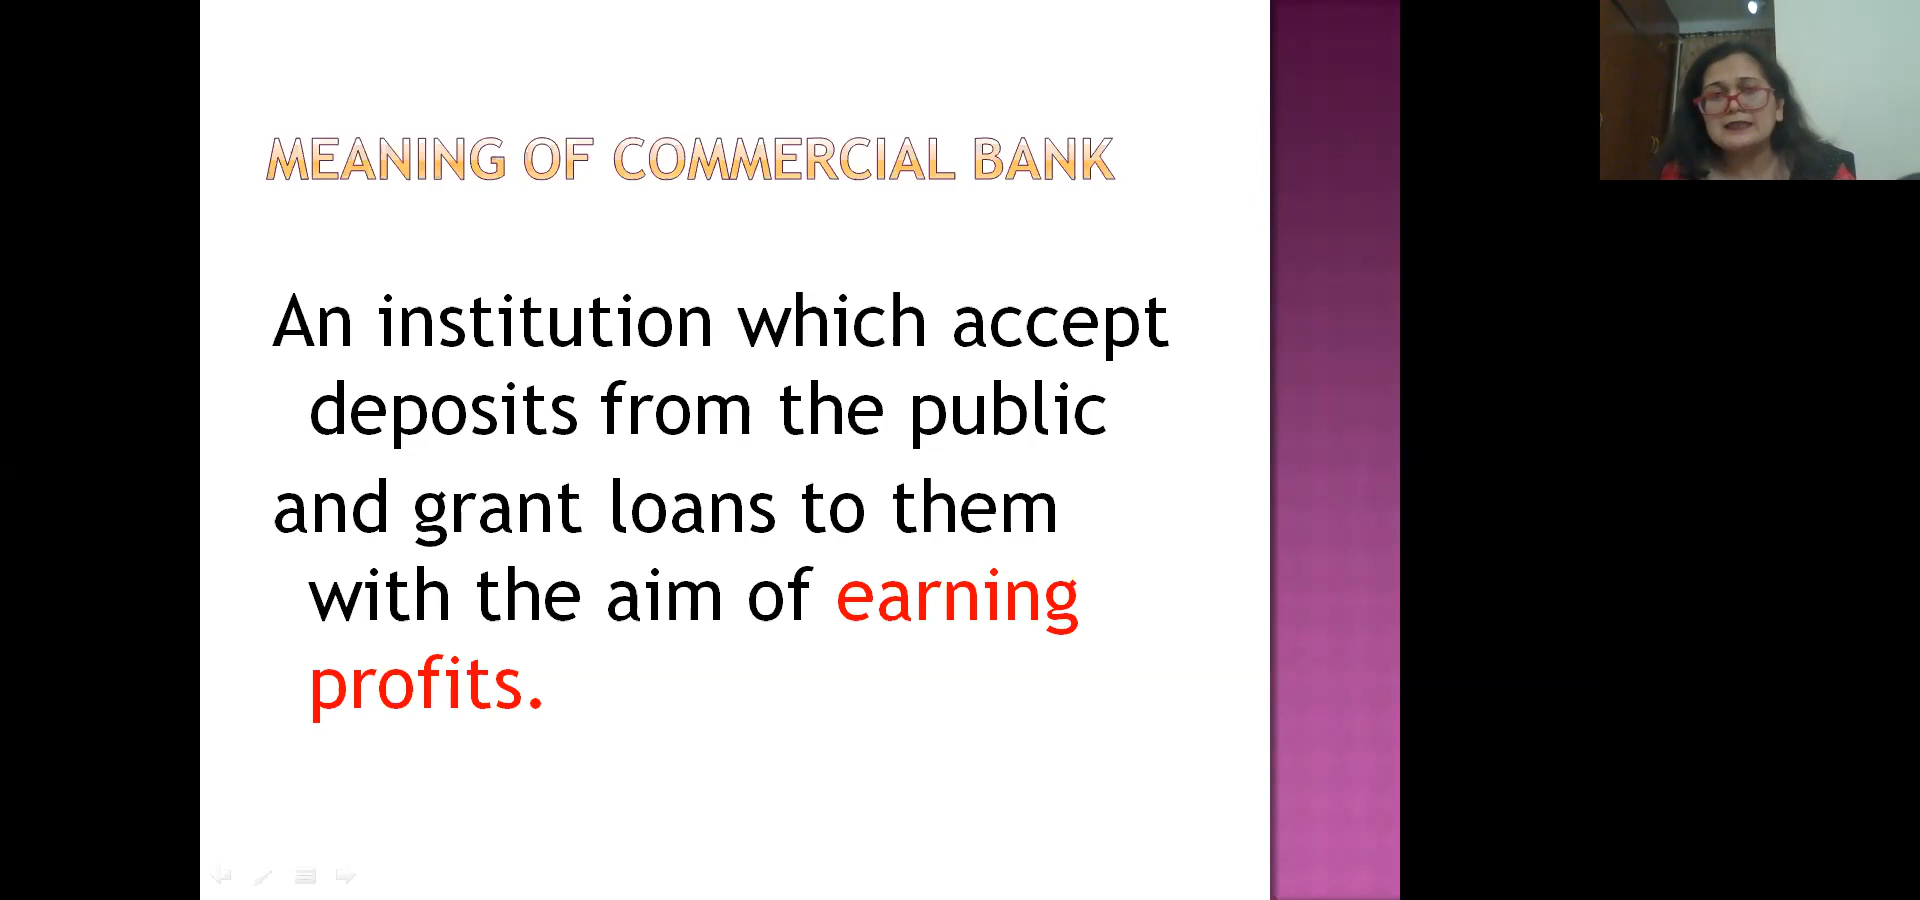 MEANING OF COMMERCIAL BANK
An institution which accept
deposits from the public
and grant loans to them
with the aim of earning
profits.